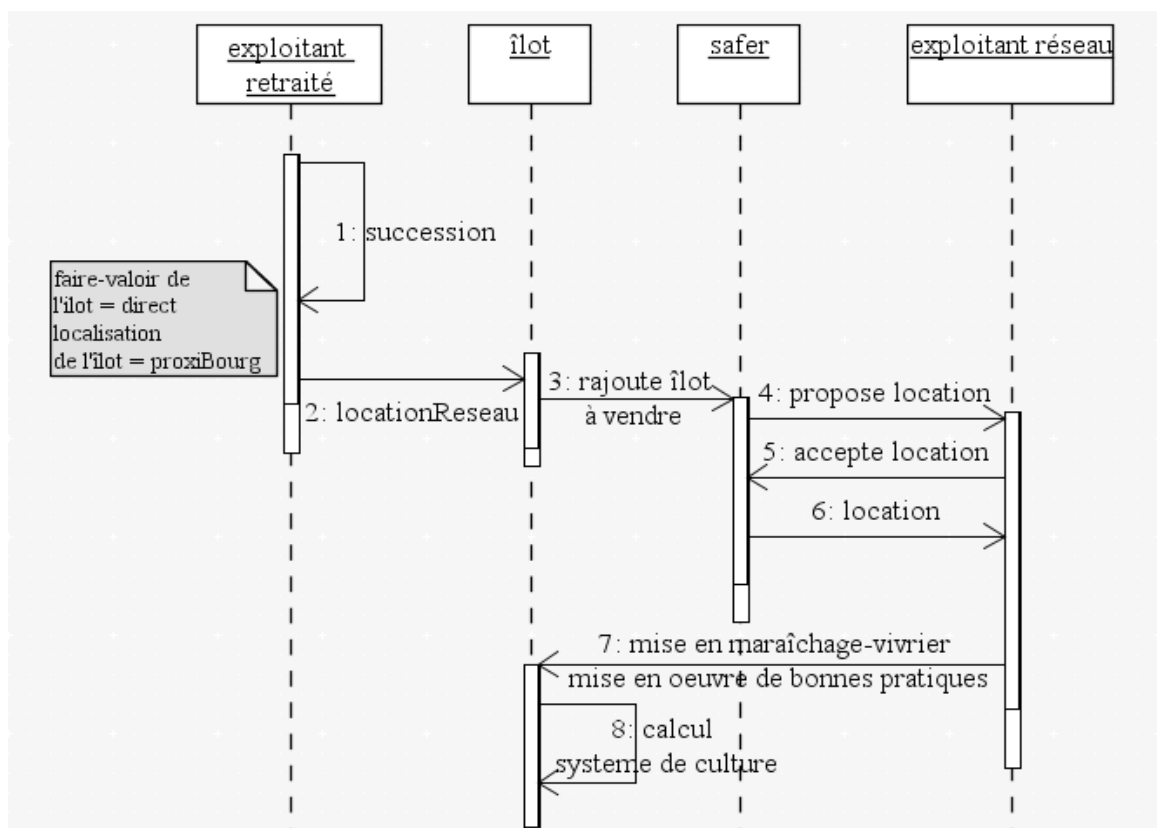 exploitant
retraité
îlot
safer
exploitant réseau
1: succession
faire-valoir de
l'ilot = direct
localisation
de l'îlot = proxiBourg
2: locationReseau
3: rajoute îlot
à vendre
4: propose location
5: accepte location
6: location
7: mise en maraîchage-vivrier
mise en oeuvre de bonnes pratiques
8: calcul
systeme de culture